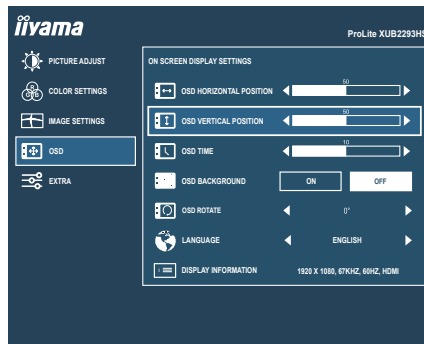 iiyama
ProLite XUB2293HS
PICTURE ADJUST
COLOR SETTINGS
IMAGE SETTINGS
OSD
EXTRA
ON SCREEN DISPLAY SETTINGS
OSD HORIZONTAL POSITION 50
OSD VERTICAL POSITION 50
OSD TIME 10
OSD BACKGROUND ON OFF
OSD ROTATE 0°
LANGUAGE ENGLISH
DISPLAY INFORMATION 1920 X 1080, 67KHZ, 60HZ, HDMI